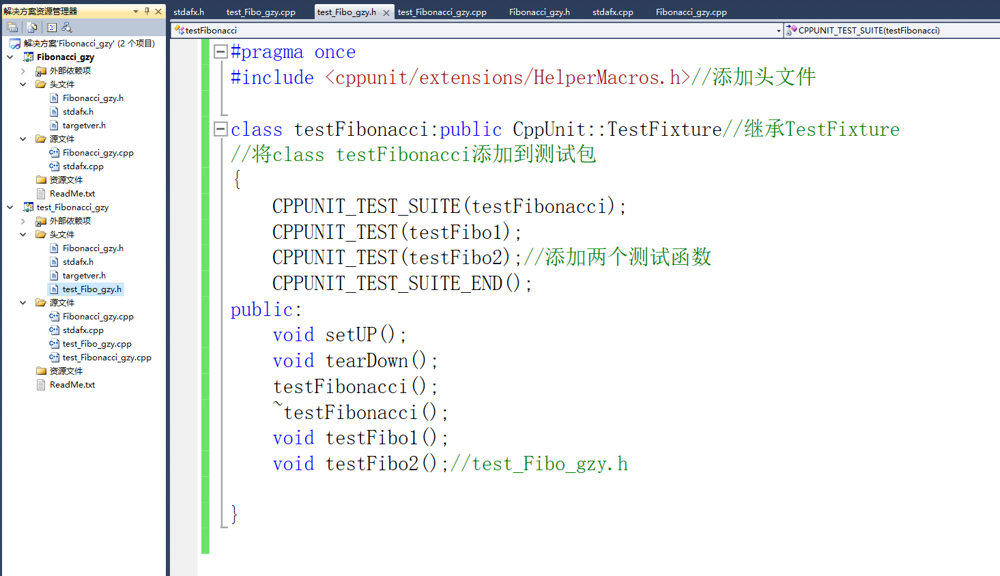 解决方案资源管理器
解决方案'Fibonacci_gzy' (2 个项目)
Fibonacci_gzy
外部依赖项
头文件
Fibonacci_gzy.h
stdafx.h
targetver.h
源文件
Fibonacci_gzy.cpp
stdafx.cpp
资源文件
ReadMe.txt
test_Fibonacci_gzy
外部依赖项
头文件
Fibonacci_gzy.h
stdafx.h
targetver.h
test_Fibo_gzy.h
源文件
Fibonacci_gzy.cpp
stdafx.cpp
test_Fibo_gzy.cpp
test_Fibonacci_gzy.cpp
资源文件
ReadMe.txt
stdafx.h test_Fibo_gzy.cpp test_Fibo_gzy.h test_Fibonacci_gzy.cpp Fibonacci_gzy.h stdafx.cpp Fibonacci_gzy.cpp
testFibonacci CPPUNIT_TEST_SUITE(testFibonacci)
#pragma once
#include <cppunit/extensions/HelperMacros.h>//添加头文件
class testFibonacci:public CppUnit::TestFixture//继承TestFixture
//将class testFibonacci添加到测试包
{
CPPUNIT_TEST_SUITE(testFibonacci);
CPPUNIT_TEST(testFibo1);
CPPUNIT_TEST(testFibo2);//添加两个测试函数
CPPUNIT_TEST_SUITE_END();
public:
void setUP();
void tearDown();
testFibonacci();
~testFibonacci();
void testFibo1();
void testFibo2();//test_Fibo_gzy.h
}